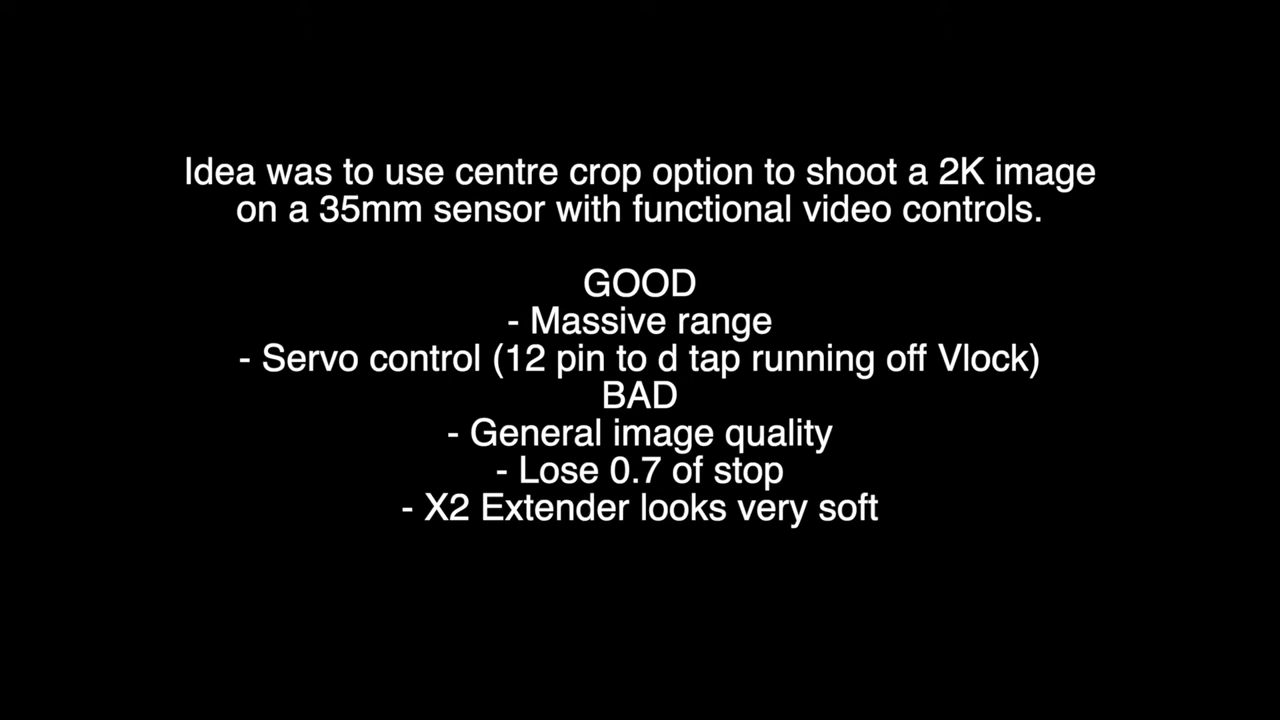 Idea was to use centre crop option to shoot a 2K image
on a 35mm sensor with functional video controls.
GOOD
- Massive range
- Servo control (12 pin to d tap running off Vlock)
BAD
- General image quality
- Lose 0.7 of stop
- X2 Extender looks very soft